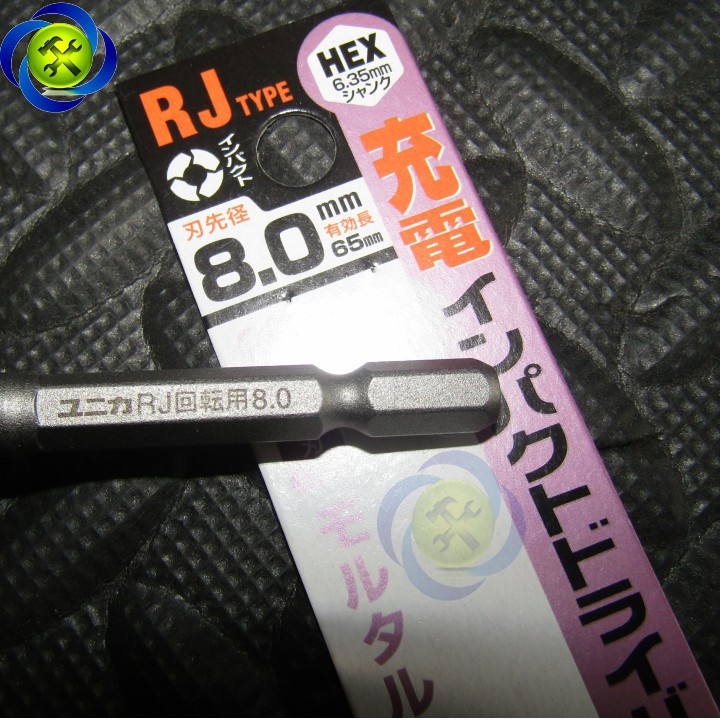 RJ TYPE
インパクト
HEX
6.35mm
シャンク
刃先径
8.0mm
有効長
65mm
充電
インパクトドライバ
ユニカ RJ回転用8.0
モルタル